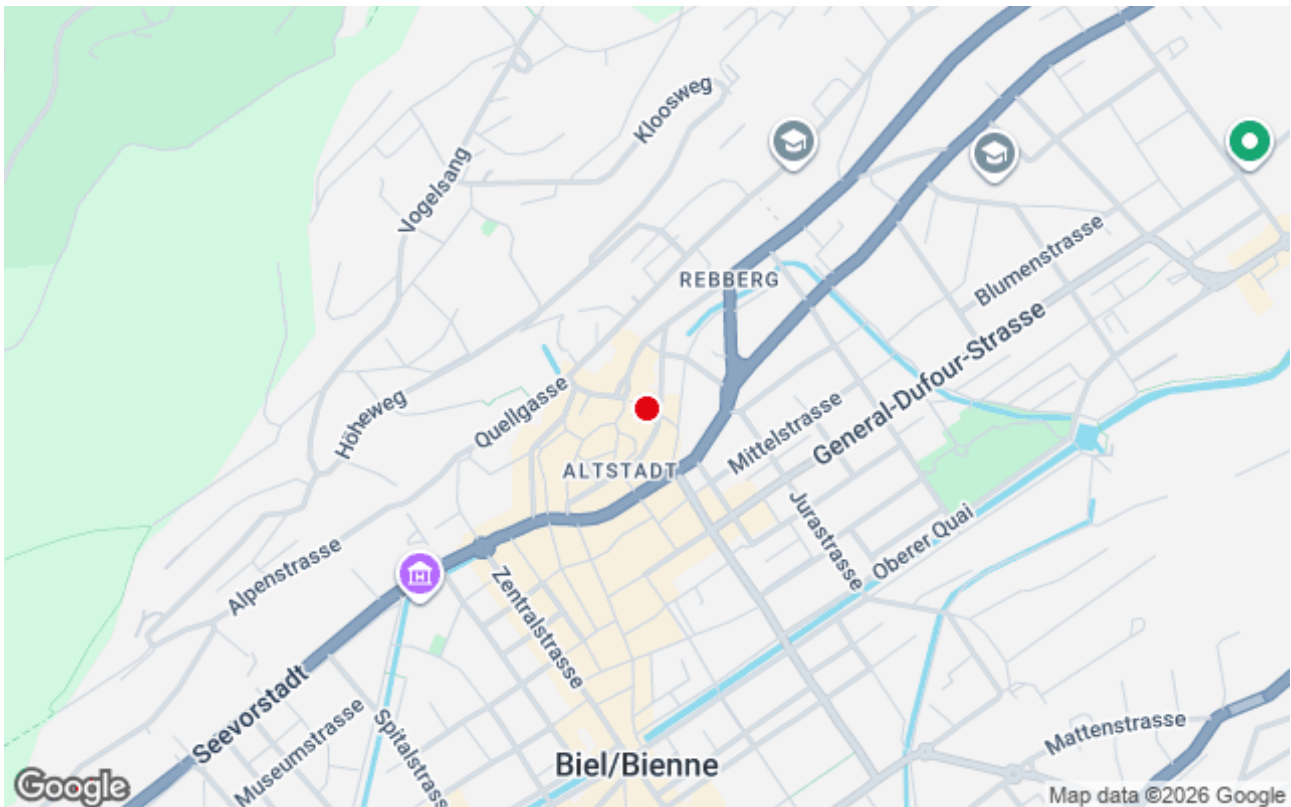 Kloosweg
Vogelsang
REBBERG
Blumenstrasse
General-Dufour-Strasse
Höheweg
Quellgasse
Mittelstrasse
ALTSTADT
Jurastrasse
Oberer Quai
Alpenstrasse
Zentralstrasse
Seevorstadt
Museumstrasse
Spitalstrasse
Mattenstrasse
Biel/Bienne
Google
Map data ©2026 Google